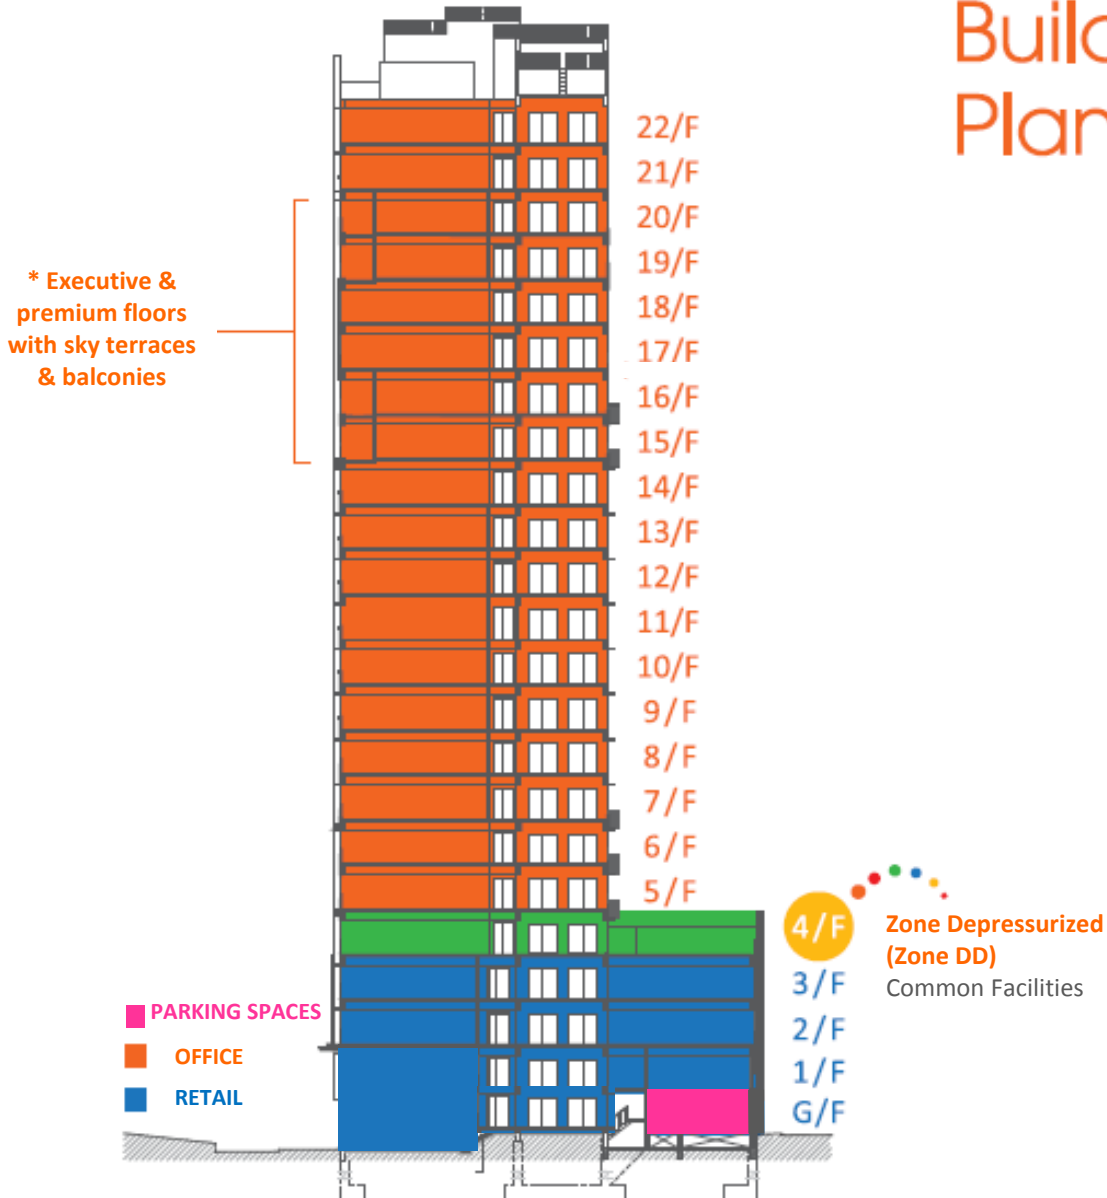 Buil
Plan
22/F
21/F
20/F
19/F
18/F
17/F
16/F
15/F
14/F
13/F
12/F
11/F
10/F
9/F
8/F
7/F
6/F
5/F
* Executive &
premium floors
with sky terraces
& balconies
4/F
Zone Depressurized
(Zone DD)
Common Facilities
3/F
2/F
1/F
G/F
PARKING SPACES
OFFICE
RETAIL